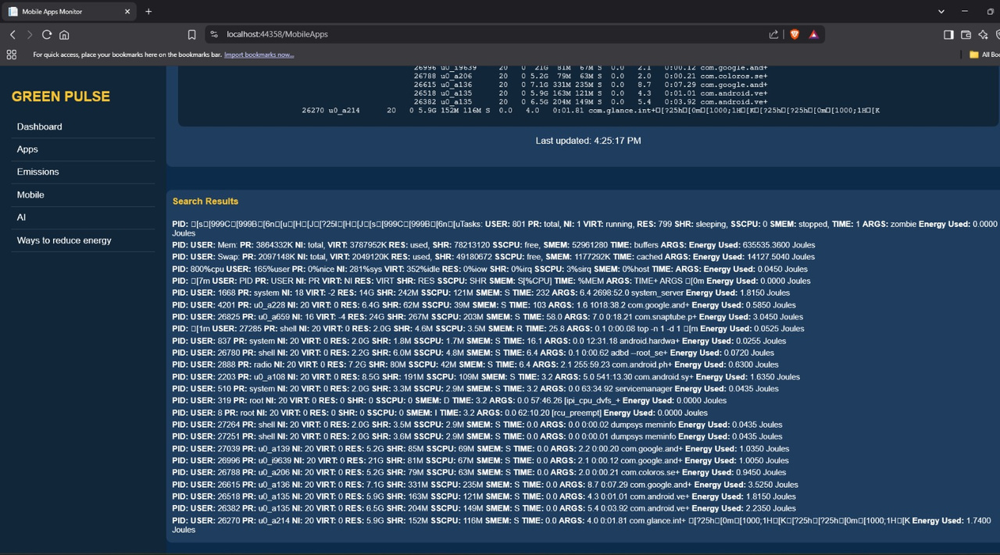 Mobile Apps Monitor
localhost:44358/MobileApps
For quick access, place your bookmarks here on the bookmarks bar. Import bookmarks now...
All Boo
GREEN PULSE
Dashboard
Apps
Emissions
Mobile
AI
Ways to reduce energy
26996 u0_i9639 20 0 21G 81M 67M S 0.0 2.1 0:00.12 com.google.and+
26788 u0_a206 20 0 5.2G 79M 63M S 0.0 2.0 0:00.21 com.coloros.se+
26615 u0_a136 20 0 7.1G 331M 235M S 0.0 8.7 0:07.29 com.google.and+
26518 u0_a135 20 0 5.9G 163M 121M S 0.0 4.3 0:01.01 com.android.ve+
26382 u0_a135 20 0 6.5G 204M 149M S 0.0 5.4 0:03.92 com.android.ve+
26270 u0_a214 20 0 5.9G 152M 116M S 0.0 4.0 0:01.81 com.glance.int+□[?25h□[0m□[1000;1H□[K□[?25h□[?25h□[0m□[1000;1H□[K
Last updated: 4:25:17 PM
Search Results
PID: □[s□[999C□[999B□[6n□[u□[H□[J□[?25l□[H□[J□[s□[999C□[999B□[6n□[uTasks: USER: 801 PR: total, NI: 1 VIRT: running, RES: 799 SHR: sleeping, SSCPU: 0 SMEM: stopped, TIME: 1 ARGS: zombie Energy Used: 0.0000
Joules
PID: USER: Mem: PR: 3864332K NI: total, VIRT: 3787952K RES: used, SHR: 78213120 SSCPU: free, SMEM: 52961280 TIME: buffers ARGS: Energy Used: 635535.3600 Joules
PID: USER: Swap: PR: 2097148K NI: total, VIRT: 2049120K RES: used, SHR: 49180672 SSCPU: free, SMEM: 1177292K TIME: cached ARGS: Energy Used: 14127.5040 Joules
PID: 800%cpu USER: 165%user PR: 0%nice NI: 281%sys VIRT: 352%idle RES: 0%iow SHR: 0%irq SSCPU: 3%sirq SMEM: 0%host TIME: ARGS: Energy Used: 0.0450 Joules
PID: □[7m USER: PID PR: USER NI: PR VIRT: NI RES: VIRT SHR: RES SSCPU: SHR SMEM: S[%CPU] TIME: %MEM ARGS: TIME+ ARGS □[0m Energy Used: 0.0000 Joules
PID: USER: 1668 PR: system NI: 18 VIRT: -2 RES: 14G SHR: 242M SSCPU: 121M SMEM: S TIME: 232 ARGS: 6.4 2698:52.0 system_server Energy Used: 1.8150 Joules
PID: USER: 4201 PR: u0_a228 NI: 20 VIRT: 0 RES: 6.4G SHR: 62M SSCPU: 39M SMEM: S TIME: 103 ARGS: 1.6 1018:38.2 com.google.and+ Energy Used: 0.5850 Joules
PID: USER: 26825 PR: u0_a659 NI: 16 VIRT: -4 RES: 24G SHR: 267M SSCPU: 203M SMEM: S TIME: 58.0 ARGS: 7.0 0:18.21 com.snaptube.p+ Energy Used: 3.0450 Joules
PID: □[1m USER: 27285 PR: shell NI: 20 VIRT: 0 RES: 2.0G SHR: 4.6M SSCPU: 3.5M SMEM: R TIME: 25.8 ARGS: 0.1 0:00.08 top -n 1 -d 1 □[m Energy Used: 0.0525 Joules
PID: USER: 837 PR: system NI: 20 VIRT: 0 RES: 2.0G SHR: 1.8M SSCPU: 1.7M SMEM: S TIME: 16.1 ARGS: 0.0 12:31.18 android.hardwa+ Energy Used: 0.0255 Joules
PID: USER: 26780 PR: shell NI: 20 VIRT: 0 RES: 2.2G SHR: 6.0M SSCPU: 4.8M SMEM: S TIME: 6.4 ARGS: 0.1 0:00.62 adbd --root_se+ Energy Used: 0.0720 Joules
PID: USER: 2888 PR: radio NI: 20 VIRT: 0 RES: 7.2G SHR: 80M SSCPU: 42M SMEM: S TIME: 6.4 ARGS: 2.1 255:59.23 com.android.ph+ Energy Used: 0.6300 Joules
PID: USER: 2203 PR: u0_a108 NI: 20 VIRT: 0 RES: 8.5G SHR: 191M SSCPU: 109M SMEM: S TIME: 3.2 ARGS: 5.0 541:13.30 com.android.sy+ Energy Used: 1.6350 Joules
PID: USER: 510 PR: system NI: 20 VIRT: 0 RES: 2.0G SHR: 3.3M SSCPU: 2.9M SMEM: S TIME: 3.2 ARGS: 0.0 63:34.92 servicemanager Energy Used: 0.0435 Joules
PID: USER: 319 PR: root NI: 20 VIRT: 0 RES: 0 SHR: 0 SSCPU: 0 SMEM: D TIME: 3.2 ARGS: 0.0 57:46.26 [ipi_cpu_dvfs_+ Energy Used: 0.0000 Joules
PID: USER: 8 PR: root NI: 20 VIRT: 0 RES: 0 SHR: 0 SSCPU: 0 SMEM: I TIME: 3.2 ARGS: 0.0 62:10.20 [rcu_preempt] Energy Used: 0.0000 Joules
PID: USER: 27264 PR: shell NI: 20 VIRT: 0 RES: 2.0G SHR: 3.5M SSCPU: 2.9M SMEM: S TIME: 0.0 ARGS: 0.0 0:00.02 dumpsys meminfo Energy Used: 0.0435 Joules
PID: USER: 27251 PR: shell NI: 20 VIRT: 0 RES: 2.0G SHR: 3.6M SSCPU: 2.9M SMEM: S TIME: 0.0 ARGS: 0.0 0:00.01 dumpsys meminfo Energy Used: 0.0435 Joules
PID: USER: 27039 PR: u0_a139 NI: 20 VIRT: 0 RES: 5.2G SHR: 85M SSCPU: 69M SMEM: S TIME: 0.0 ARGS: 2.2 0:00.20 com.google.and+ Energy Used: 1.0350 Joules
PID: USER: 26996 PR: u0_i9639 NI: 20 VIRT: 0 RES: 21G SHR: 81M SSCPU: 67M SMEM: S TIME: 0.0 ARGS: 2.1 0:00.12 com.google.and+ Energy Used: 1.0050 Joules
PID: USER: 26788 PR: u0_a206 NI: 20 VIRT: 0 RES: 5.2G SHR: 79M SSCPU: 63M SMEM: S TIME: 0.0 ARGS: 2.0 0:00.21 com.coloros.se+ Energy Used: 0.9450 Joules
PID: USER: 26615 PR: u0_a136 NI: 20 VIRT: 0 RES: 7.1G SHR: 331M SSCPU: 235M SMEM: S TIME: 0.0 ARGS: 8.7 0:07.29 com.google.and+ Energy Used: 3.5250 Joules
PID: USER: 26518 PR: u0_a135 NI: 20 VIRT: 0 RES: 5.9G SHR: 163M SSCPU: 121M SMEM: S TIME: 0.0 ARGS: 4.3 0:01.01 com.android.ve+ Energy Used: 1.8150 Joules
PID: USER: 26382 PR: u0_a135 NI: 20 VIRT: 0 RES: 6.5G SHR: 204M SSCPU: 149M SMEM: S TIME: 0.0 ARGS: 5.4 0:03.92 com.android.ve+ Energy Used: 2.2350 Joules
PID: USER: 26270 PR: u0_a214 NI: 20 VIRT: 0 RES: 5.9G SHR: 152M SSCPU: 116M SMEM: S TIME: 0.0 ARGS: 4.0 0:01.81 com.glance.int+ □[?25h□[0m□[1000;1H□[K□[?25h□[?25h□[0m□[1000;1H□[K Energy Used: 1.7400
Joules